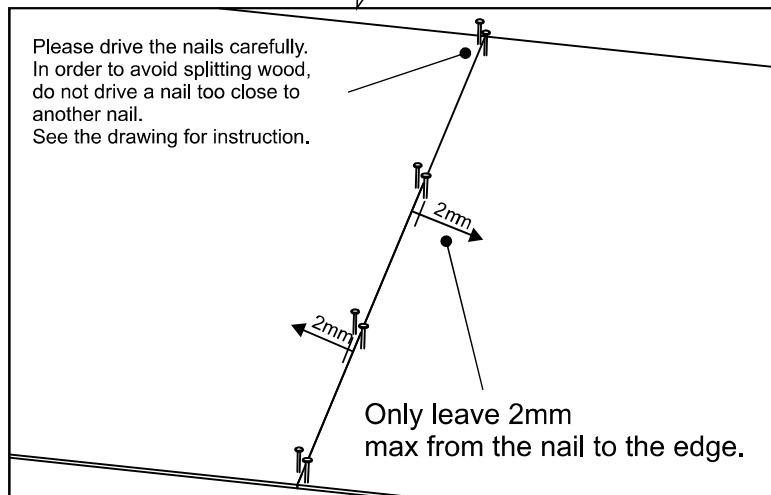 Please drive the nails carefully.
In order to avoid splitting wood,
do not drive a nail too close to
another nail.
See the drawing for instruction.
2mm
2mm
Only leave 2mm
max from the nail to the edge.